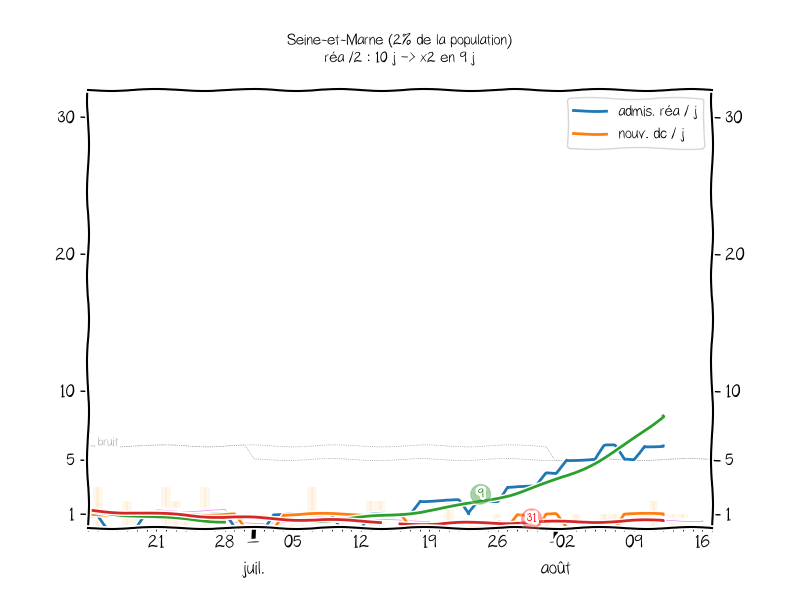 Seine-et-Marne (2% de la population)
réa /2 : 10 j -> x2 en 9 j
admis. réa / j
nouv. dc / j
30 30
20 20
10 10
bruit
5 5
9
1 31 1
21 28 05 12 19 26 02 09 16
juil. août